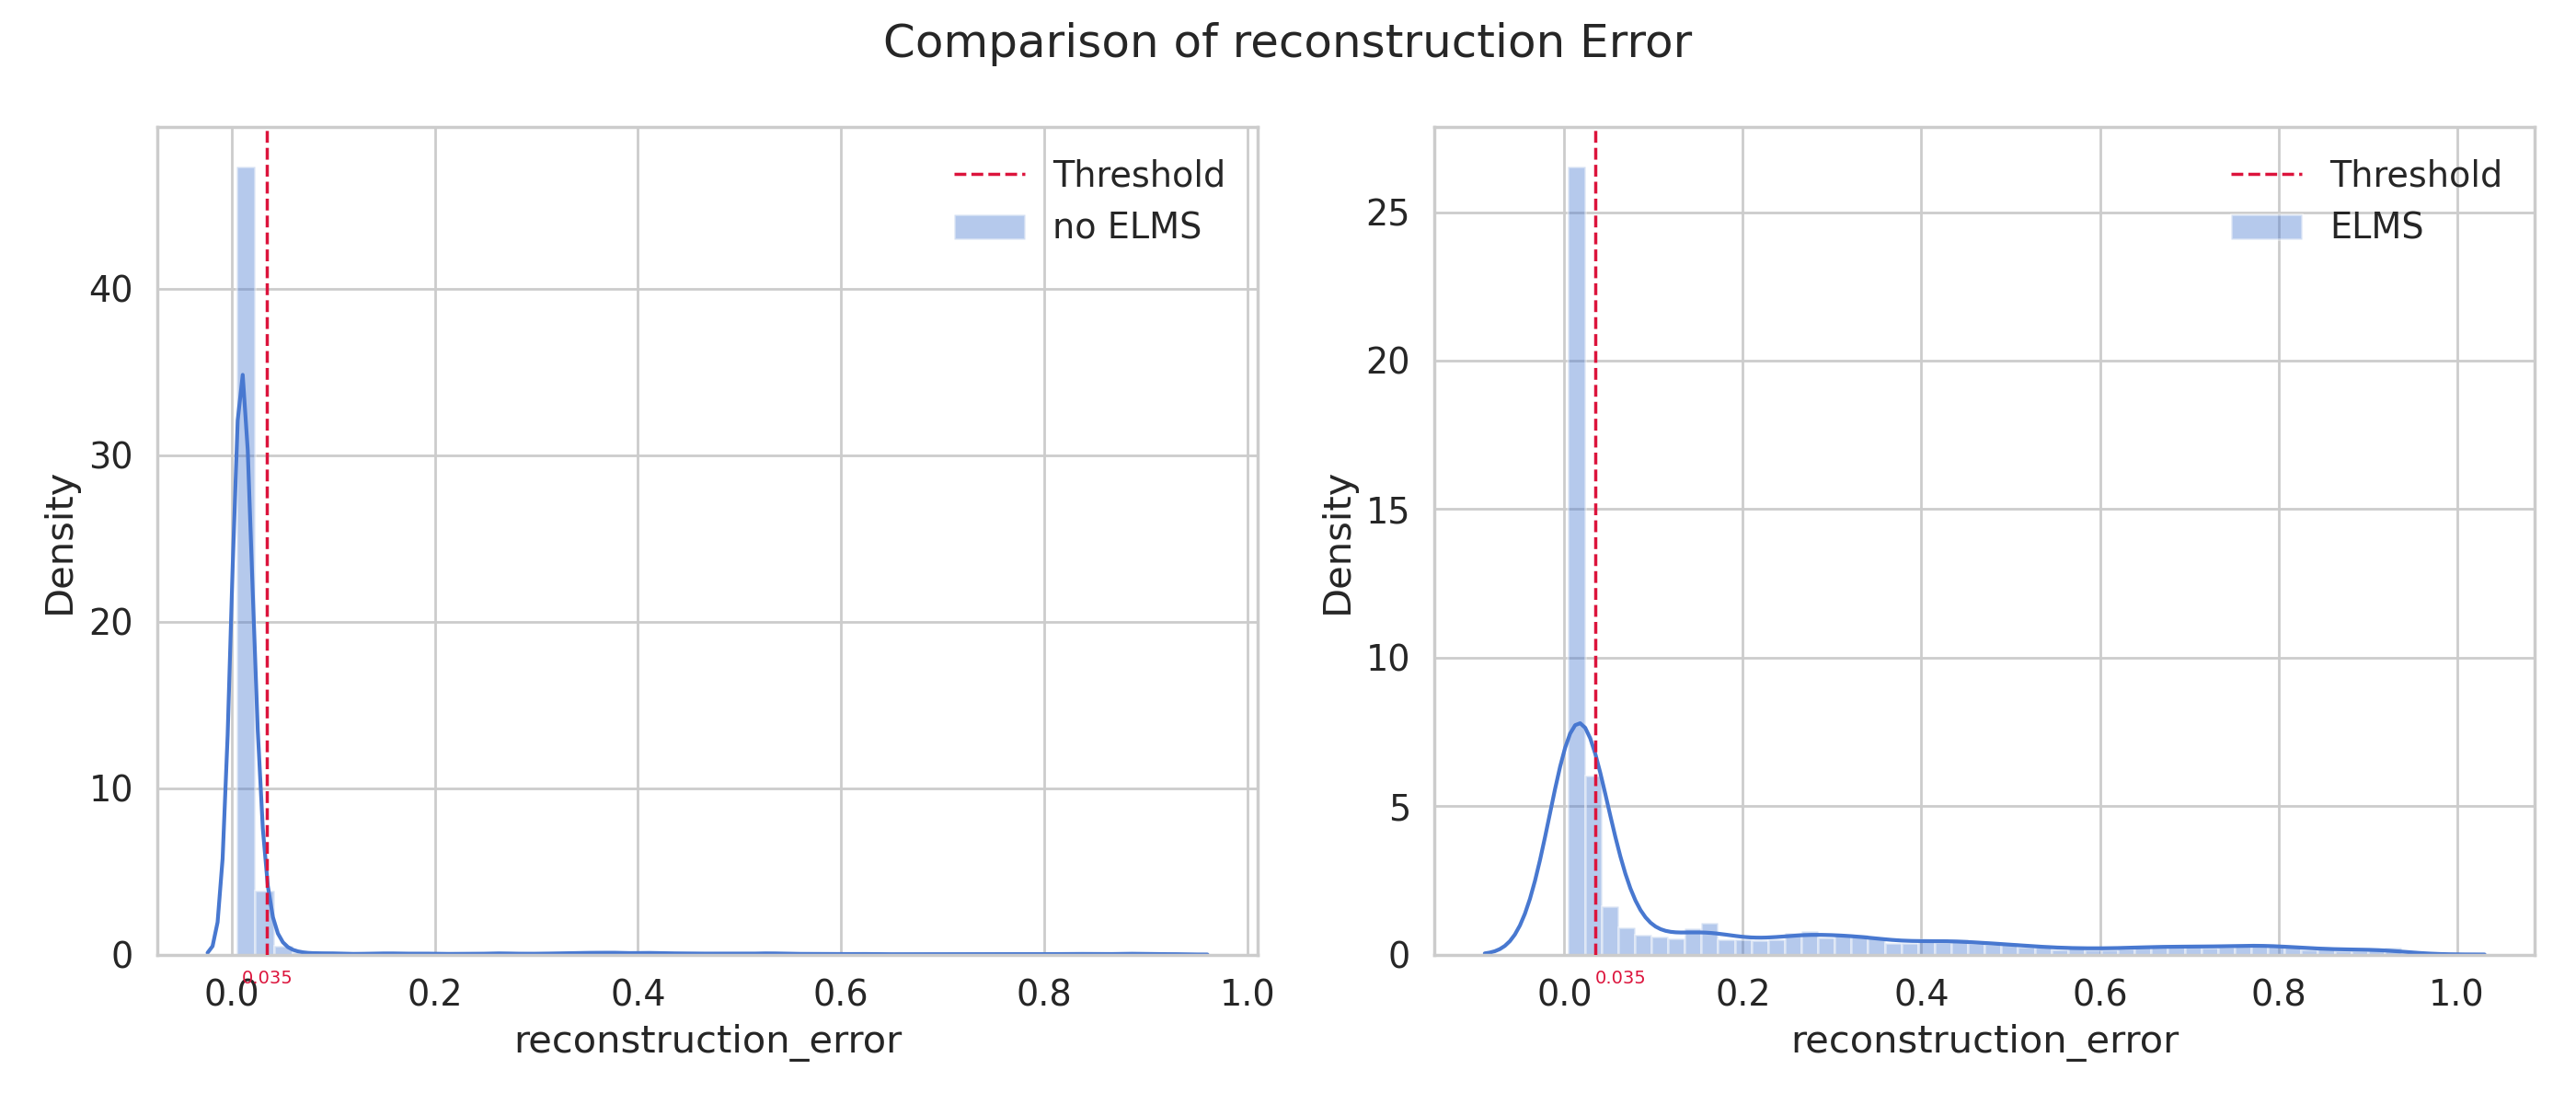 Comparison of reconstruction Error
Threshold
no ELMS
40
30
20
10
0
Density
0.035
0.0 0.2 0.4 0.6 0.8 1.0
reconstruction_error
Threshold
ELMS
25
20
15
10
5
0
Density
0.035
0.0 0.2 0.4 0.6 0.8 1.0
reconstruction_error